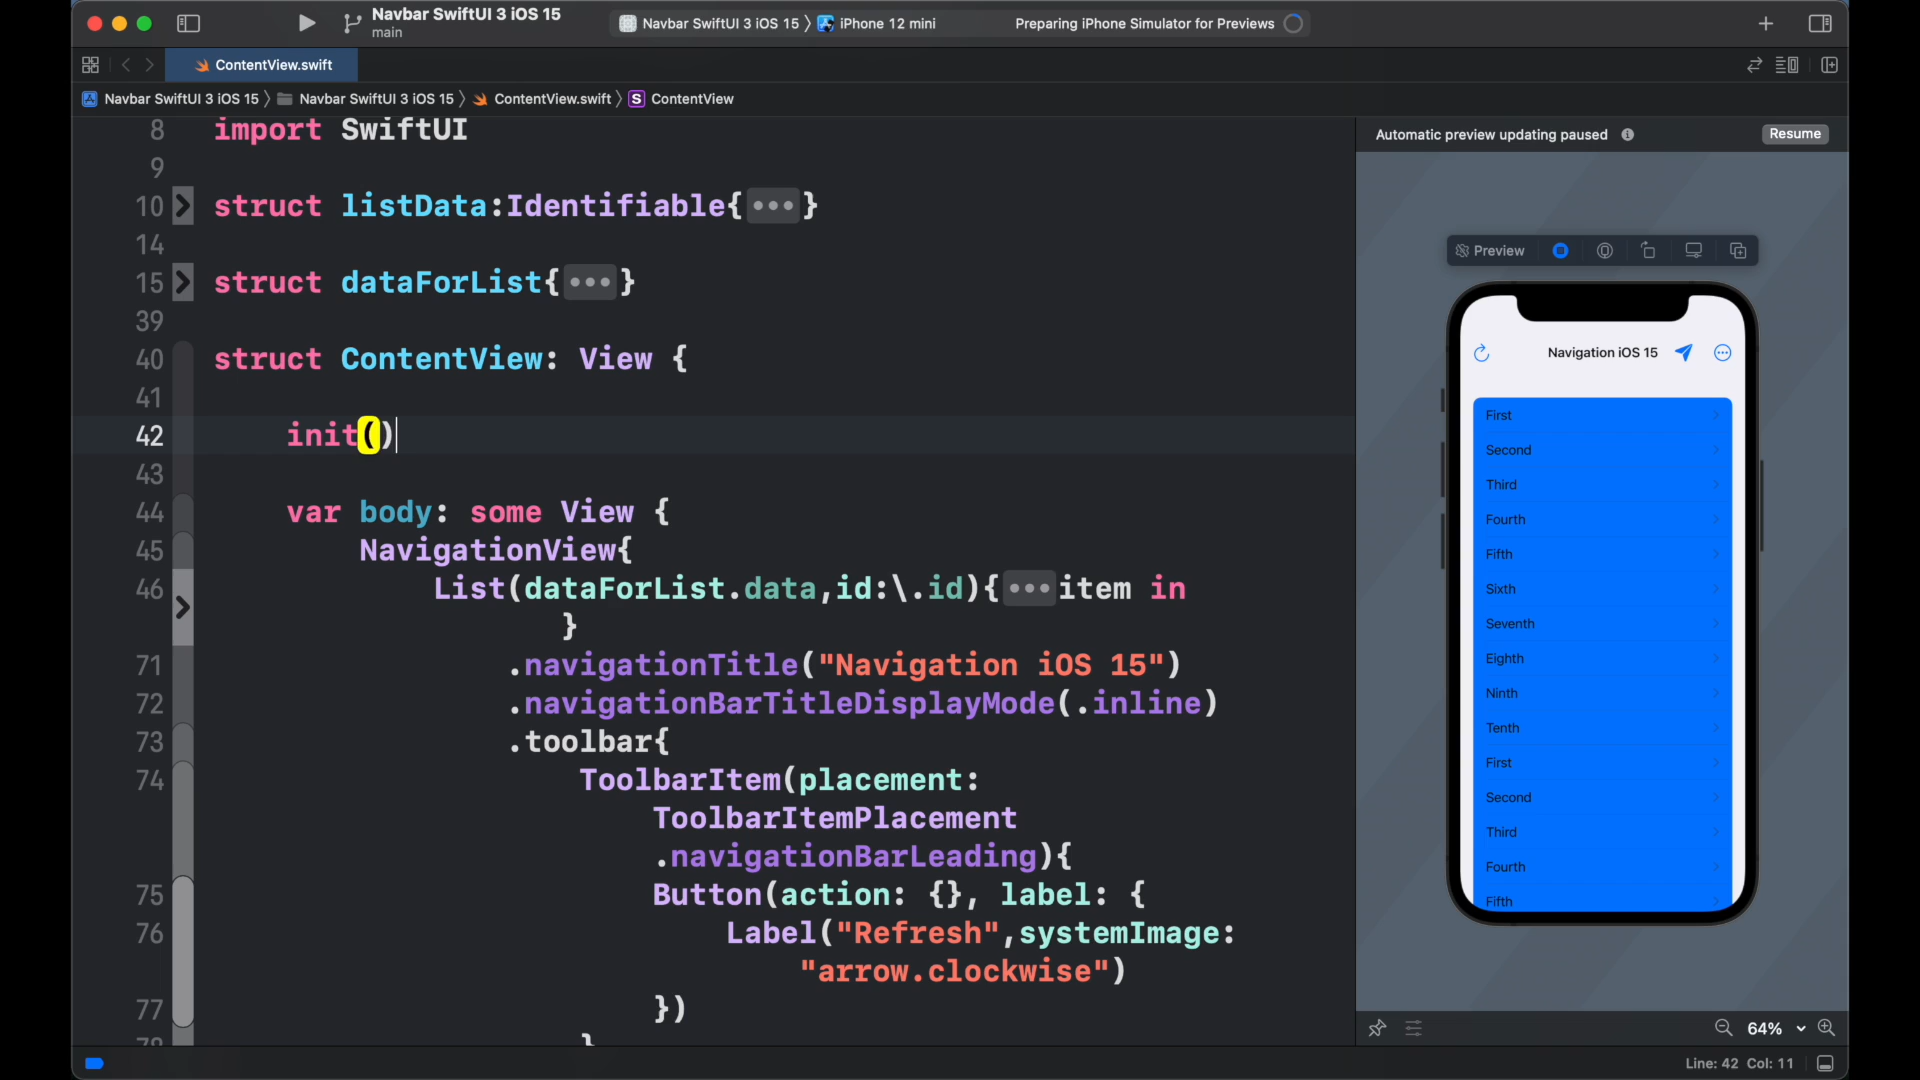 Navbar SwiftUI 3 iOS 15
main
Navbar SwiftUI 3 iOS 15 〉 iPhone 12 mini
Preparing iPhone Simulator for Previews
ContentView.swift
Navbar SwiftUI 3 iOS 15 〉 Navbar SwiftUI 3 iOS 15 〉 ContentView.swift 〉 S ContentView
8 import SwiftUI
9
10 struct listData:Identifiable{•••}
14
15 struct dataForList{•••}
39
40 struct ContentView: View {
41
42 init()
43
44 var body: some View {
45 NavigationView{
46 List(dataForList.data,id:\.id){•••item in
}
71 .navigationTitle("Navigation iOS 15")
72 .navigationBarTitleDisplayMode(.inline)
73 .toolbar{
74 ToolbarItem(placement:
ToolbarItemPlacement
.navigationBarLeading){
75 Button(action: {}, label: {
76 Label("Refresh",systemImage:
"arrow.clockwise")
77 })
78 }
Automatic preview updating paused
Resume
Preview
Navigation iOS 15
First
Second
Third
Fourth
Fifth
Sixth
Seventh
Eighth
Ninth
Tenth
First
Second
Third
Fourth
Fifth
64%
Line: 42 Col: 11